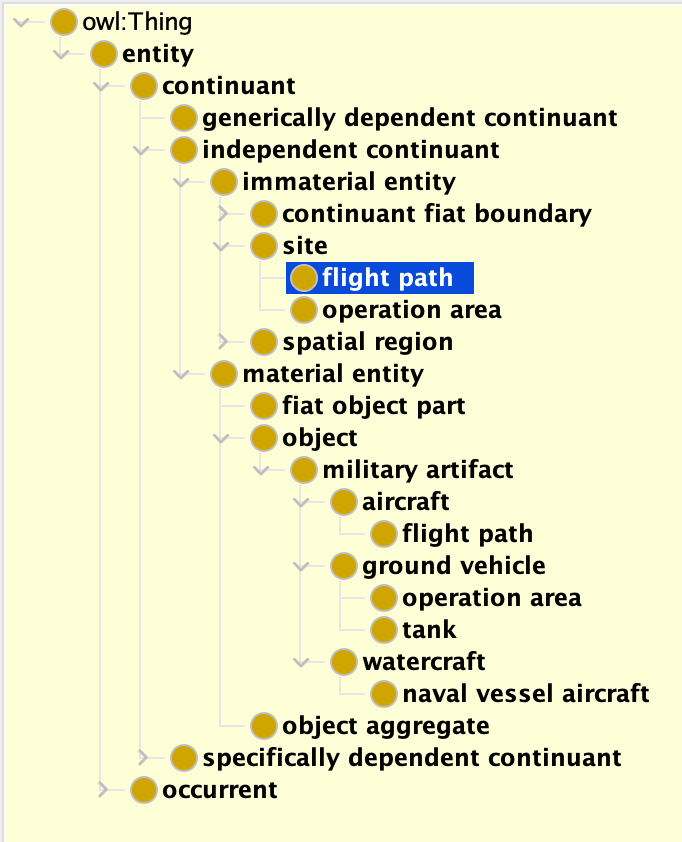 owl:Thing
entity
continuant
generically dependent continuant
independent continuant
immaterial entity
continuant fiat boundary
site
flight path
operation area
spatial region
material entity
fiat object part
object
military artifact
aircraft
flight path
ground vehicle
operation area
tank
watercraft
naval vessel aircraft
object aggregate
specifically dependent continuant
occurrent